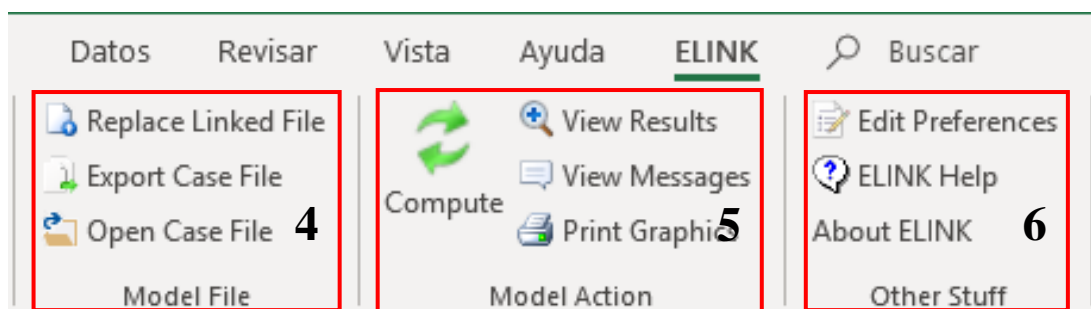 Datos Revisar Vista Ayuda ELINK Buscar
Replace Linked File
Export Case File
Open Case File 4
Model File
Compute
View Results
View Messages
Print Graphics 5
Model Action
Edit Preferences
ELINK Help
About ELINK 6
Other Stuff